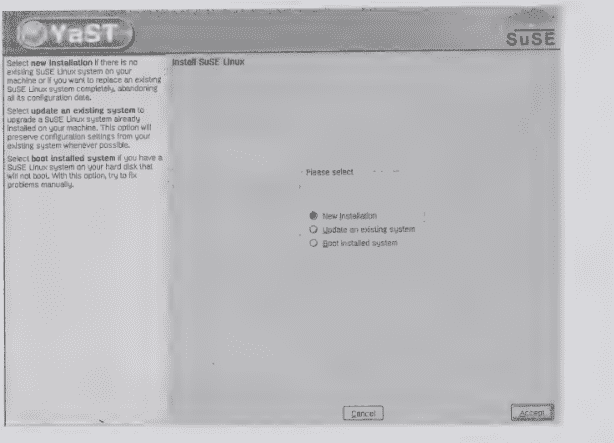 YaST
SuSE
Select new installation if there is no
existing SuSE Linux system on your
machine or if you want to replace an existing
SuSE Linux system completely, abandoning
all its configuration data.
Select update an existing system to
upgrade a SuSE Linux system already
installed on your machine. This option will
preserve configuration settings from your
existing system whenever possible.
Select boot installed system if you have a
SuSE Linux system on your hard disk that
will not boot. With this option, try to fix
problems manually.
Install SuSE Linux
Please select
New Installation
Update an existing system
Boot installed system
Cancel
Accept